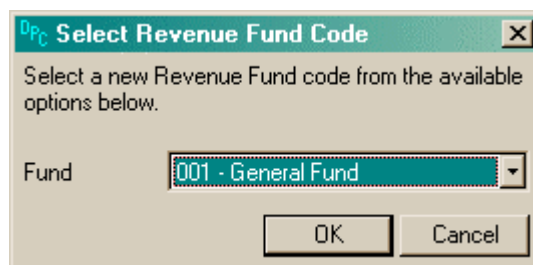 DPC Select Revenue Fund Code
Select a new Revenue Fund code from the available
options below.
Fund 001 - General Fund
OK Cancel